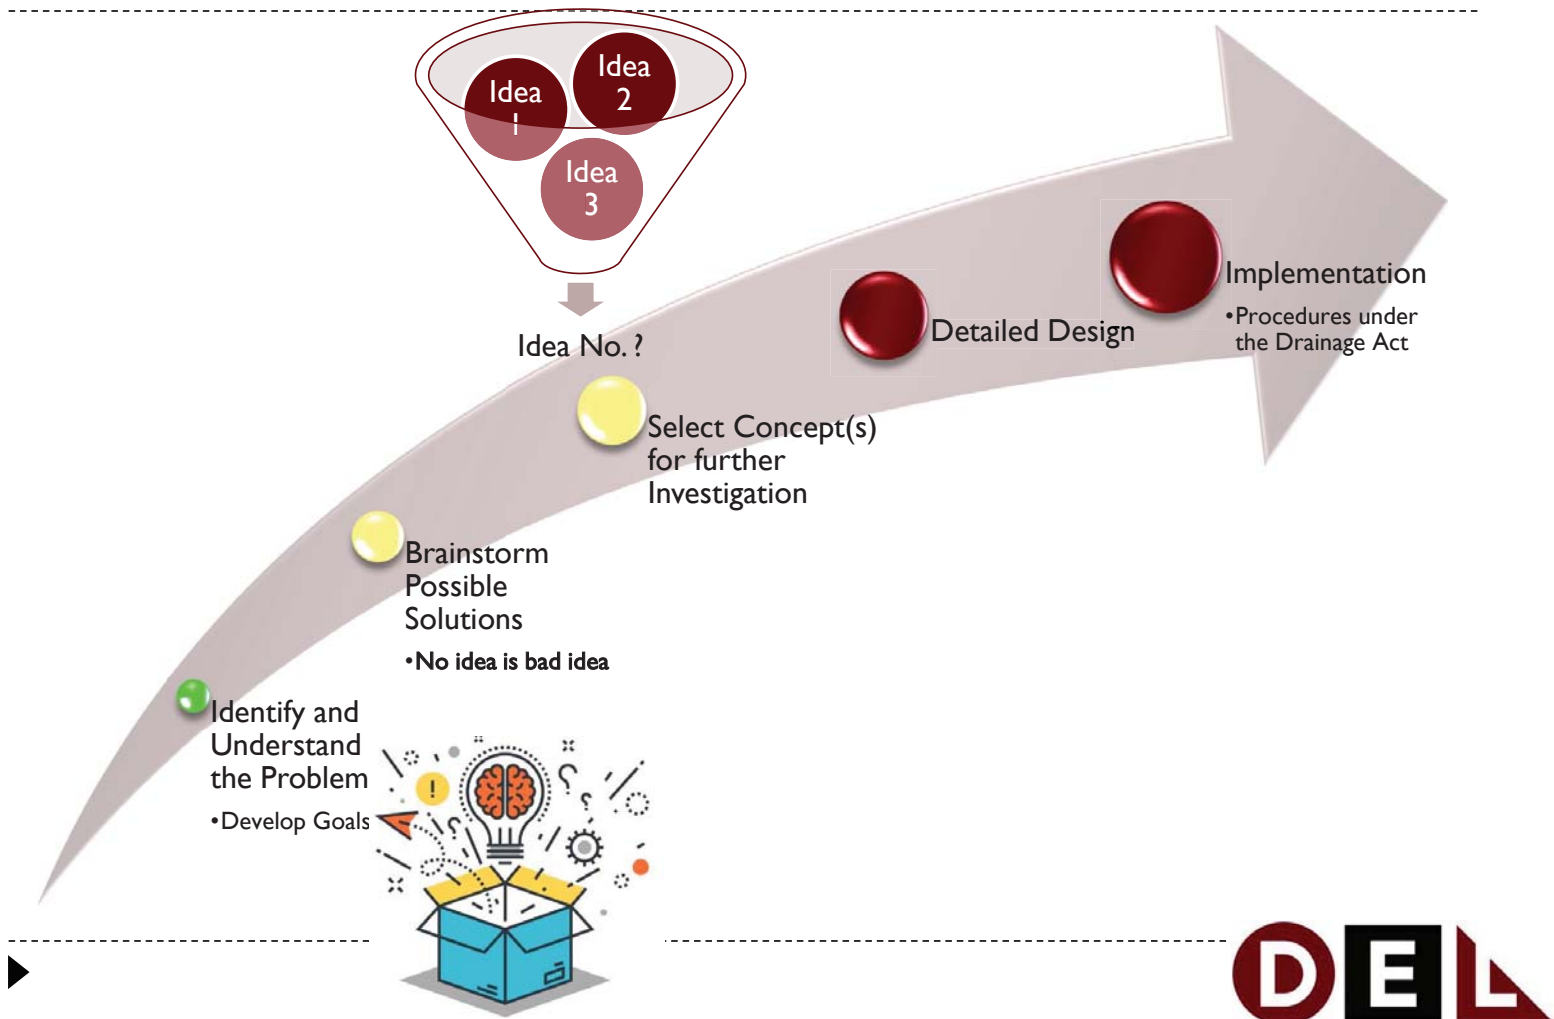 Idea
1
Idea
2
Idea
3
Idea No. ?
Implementation
•Procedures under
the Drainage Act
Detailed Design
Select Concept(s)
for further
Investigation
Brainstorm
Possible
Solutions
•No idea is bad idea
Identify and
Understand
the Problem
•Develop Goals
!
DEL